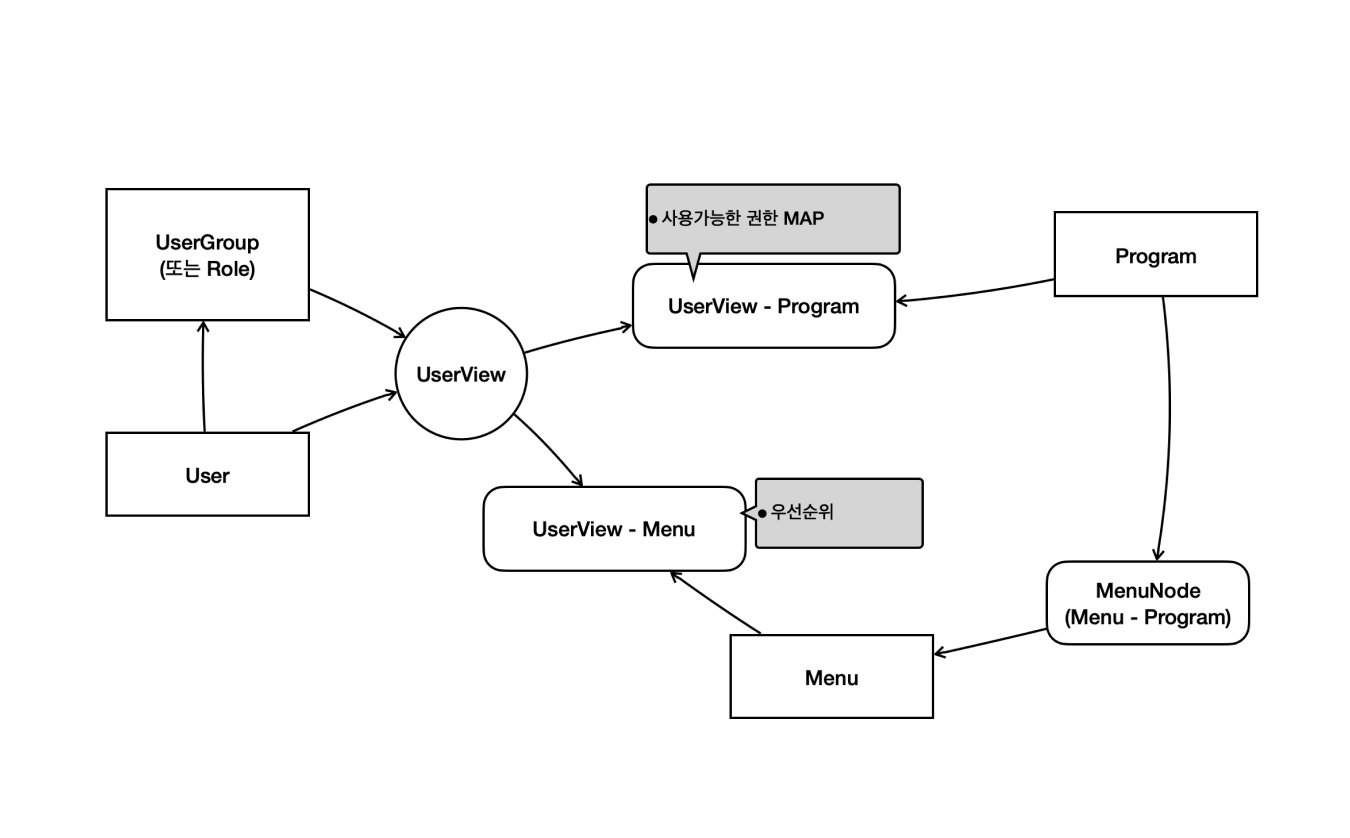 • 사용가능한 권한 MAP
UserGroup
(또는 Role)
Program
UserView - Program
UserView
User
• 우선순위
UserView - Menu
MenuNode
(Menu - Program)
Menu